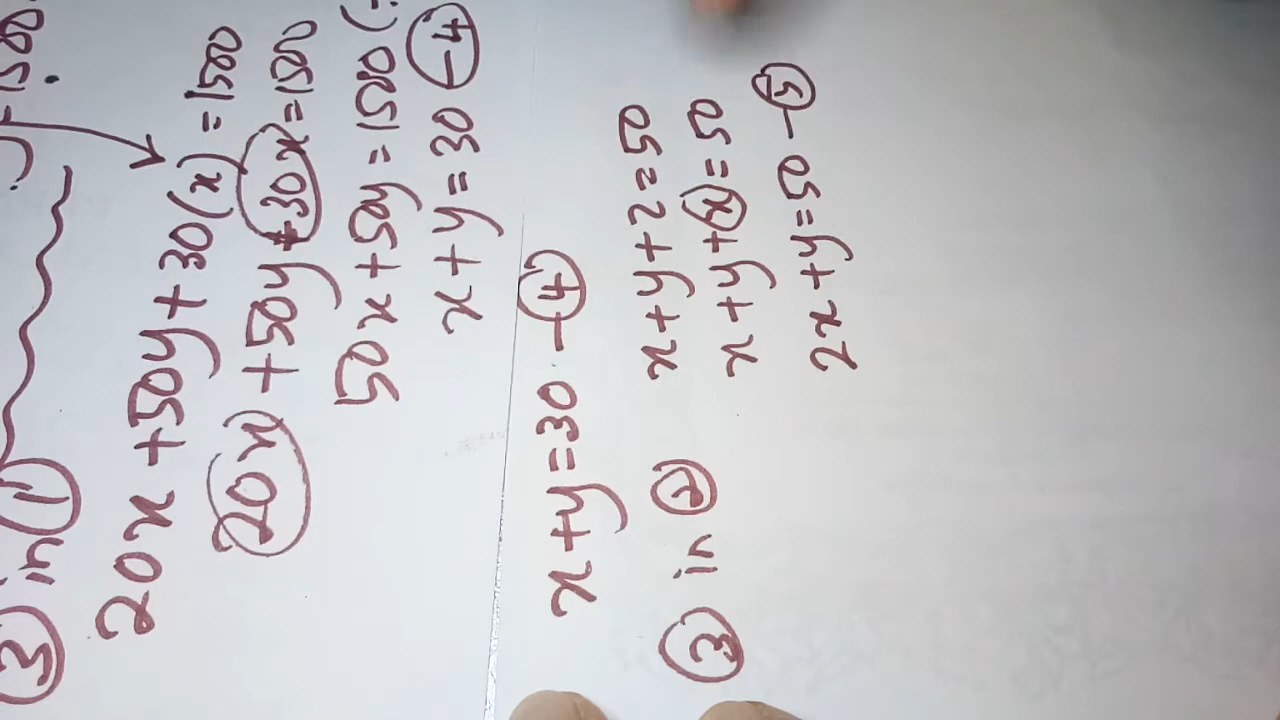 ③ in ①
20x + 50y + 30(x) = 1500
20x + 50y + 30x = 1500
50x + 50y = 1500
x + y = 30 - ④
x + y = 30 - ④
③ in ② x + y + z = 50
x + y + x = 50
2x + y = 50 - ⑤